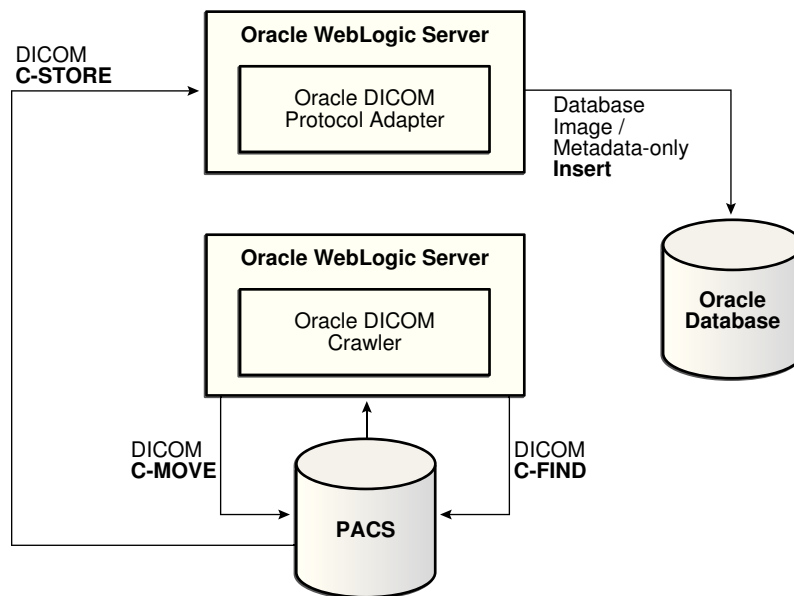 Oracle WebLogic Server
DICOM
C-STORE
Oracle DICOM
Protocol Adapter
Database
Image /
Metadata-only
Insert
Oracle WebLogic Server
Oracle DICOM
Crawler
Oracle
Database
DICOM
C-MOVE
DICOM
C-FIND
PACS